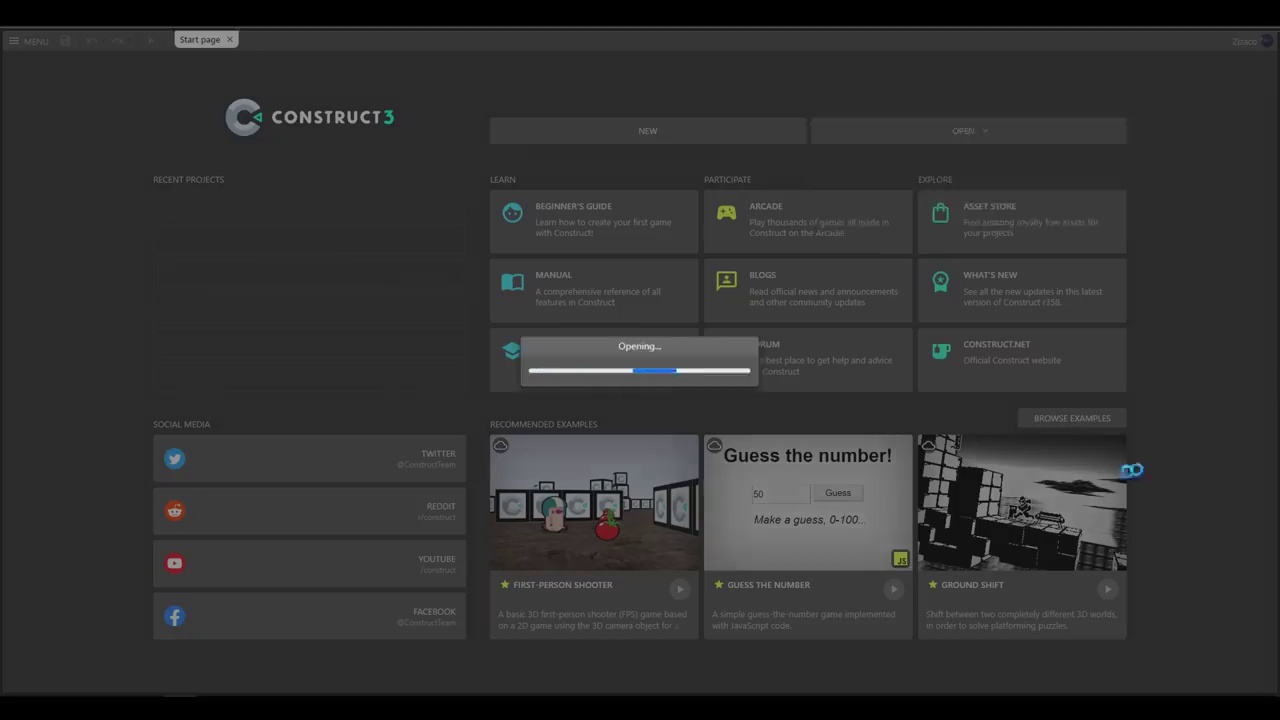 MENU
Start page
Zizaco
CONSTRUCT3
NEW
OPEN
RECENT PROJECTS
LEARN
BEGINNER'S GUIDE
Learn how to create your first game
with Construct!
MANUAL
A comprehensive reference of all
features in Construct
PARTICIPATE
ARCADE
Play thousands of games all made in
Construct on the Arcade!
BLOGS
Read official news and announcements
and other community updates
ORUM
best place to get help and advice
Construct
EXPLORE
ASSET STORE
Find amazing royalty free assets for
your projects
WHAT'S NEW
See all the new updates in this latest
version of Construct r358.
CONSTRUCT.NET
Official Construct website
Opening...
SOCIAL MEDIA
TWITTER
@ConstructTeam
REDDIT
r/construct
YOUTUBE
/construct
FACEBOOK
@ConstructTeam
RECOMMENDED EXAMPLES
BROWSE EXAMPLES
FIRST-PERSON SHOOTER
A basic 3D first-person shooter (FPS) game based
on a 2D game using the 3D camera object for a
Guess the number!
50
Guess
Make a guess, 0-100...
JS
GUESS THE NUMBER
A simple guess-the-number game implemented
with JavaScript code.
GROUND SHIFT
Shift between two completely different 3D worlds,
in order to solve platforming puzzles.